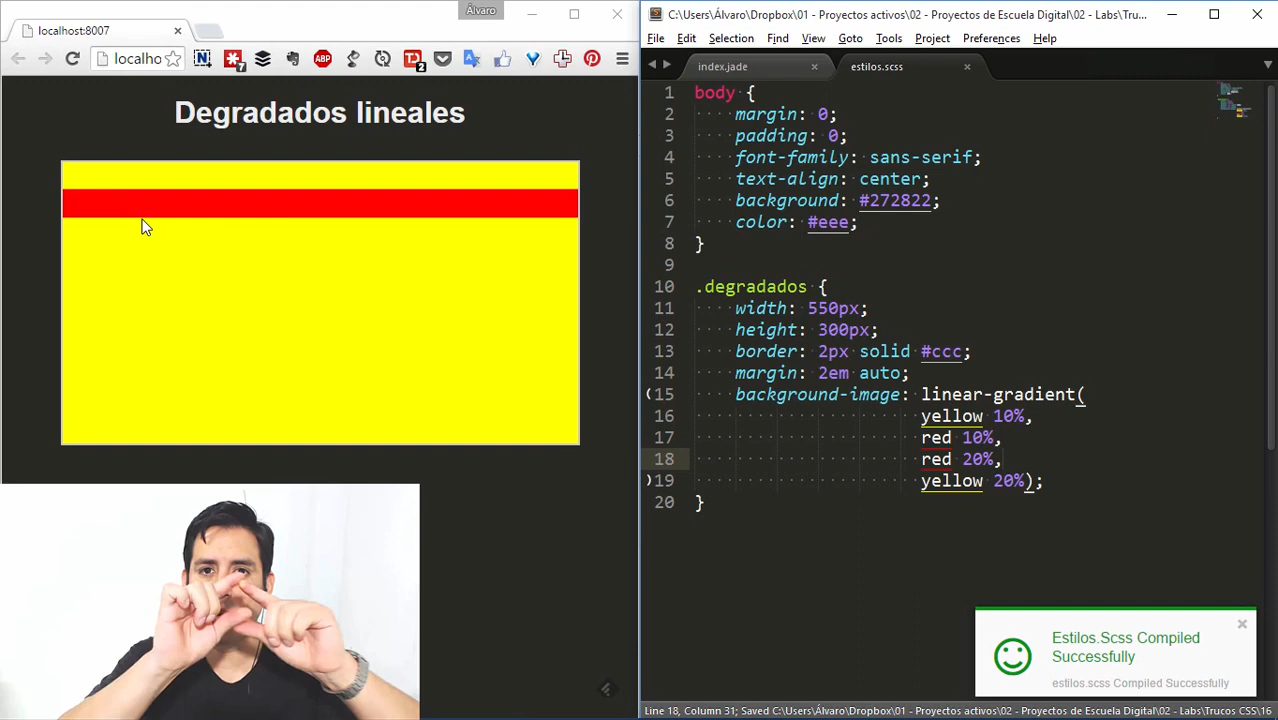 Álvaro
localhost:8007
localho
ABP
7
2
Degradados lineales
C:\Users\Álvaro\Dropbox\01 - Proyectos activos\02 - Proyectos de Escuela Digital\02 - Labs\Truc...
File Edit Selection Find View Goto Tools Project Preferences Help
index.jade estilos.scss
1 body {
2 margin: 0;
3 padding: 0;
4 font-family: sans-serif;
5 text-align: center;
6 background: #272822;
7 color: #eee;
8 }
9
10 .degradados {
11 width: 550px;
12 height: 300px;
13 border: 2px solid #ccc;
14 margin: 2em auto;
15 background-image: linear-gradient(
16 yellow 10%,
17 red 10%,
18 red 20%,
19 yellow 20%);
20 }
Estilos.Scss Compiled
Successfully
estilos.scss Compiled Successfully
Line 18, Column 31; Saved C:\Users\Álvaro\Dropbox\01 - Proyectos activos\02 - Proyectos de Escuela Digital\02 - Labs\Trucos CSS\16